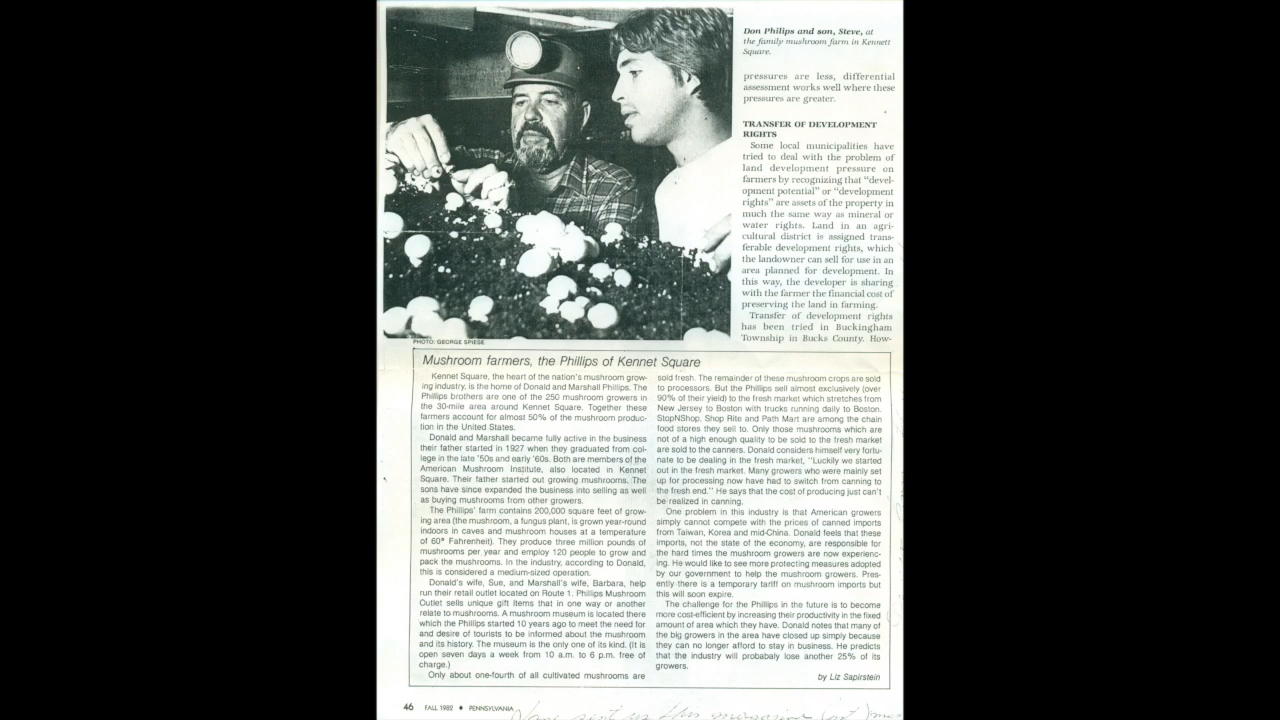 Don Philips and son, Steve, at
the family mushroom farm in Kennett
Square.
pressures are less, differential
assessment works well where these
pressures are greater.
TRANSFER OF DEVELOPMENT
RIGHTS
Some local municipalities have
tried to deal with the problem of
land development pressure on
farmers by recognizing that "devel-
opment potential" or "development
rights" are assets of the property in
much the same way as mineral or
water rights. Land in an agri-
cultural district is assigned trans-
ferable development rights, which
the landowner can sell for use in an
area planned for development. In
this way, the developer is sharing
with the farmer the financial cost of
preserving the land in farming.
Transfer of development rights
has been tried in Buckingham
Township in Bucks County. How-
PHOTO: GEORGE SPIESE
Mushroom farmers, the Phillips of Kennet Square
Kennet Square, the heart of the nation's mushroom grow-
ing industry, is the home of Donald and Marshall Phillips. The
Phillips brothers are one of the 250 mushroom growers in
the 30-mile area around Kennet Square. Together these
farmers account for almost 50% of the mushroom produc-
tion in the United States.
Donald and Marshall became fully active in the business
their father started in 1927 when they graduated from col-
lege in the late '50s and early '60s. Both are members of the
American Mushroom Institute, also located in Kennet
Square. Their father started out growing mushrooms. The
sons have since expanded the business into selling as well
as buying mushrooms from other growers.
The Phillips' farm contains 200,000 square feet of grow-
ing area (the mushroom, a fungus plant, is grown year-round
indoors in caves and mushroom houses at a temperature
of 60° Fahrenheit). They produce three million pounds of
mushrooms per year and employ 120 people to grow and
pack the mushrooms. In the industry, according to Donald,
this is considered a medium-sized operation.
Donald's wife, Sue, and Marshall's wife, Barbara, help
run their retail outlet located on Route 1. Phillips Mushroom
Outlet sells unique gift items that in one way or another
relate to mushrooms. A mushroom museum is located there
which the Phillips started 10 years ago to meet the need for
and desire of tourists to be informed about the mushroom
and its history. The museum is the only one of its kind. (It is
open seven days a week from 10 a.m. to 6 p.m. free of
charge.)
Only about one-fourth of all cultivated mushrooms are
sold fresh. The remainder of these mushroom crops are sold
to processors. But the Phillips sell almost exclusively (over
90% of their yield) to the fresh market which stretches from
New Jersey to Boston with trucks running daily to Boston.
StopNShop, Shop Rite and Path Mart are among the chain
food stores they sell to. Only those mushrooms which are
not of a high enough quality to be sold to the fresh market
are sold to the canners. Donald considers himself very fortu-
nate to be dealing in the fresh market, "Luckily we started
out in the fresh market. Many growers who were mainly set
up for processing now have had to switch from canning to
the fresh end." He says that the cost of producing just can't
be realized in canning.
One problem in this industry is that American growers
simply cannot compete with the prices of canned imports
from Taiwan, Korea and mid-China. Donald feels that these
imports, not the state of the economy, are responsible for
the hard times the mushroom growers are now experienc-
ing. He would like to see more protecting measures adopted
by our government to help the mushroom growers. Pres-
ently there is a temporary tariff on mushroom imports but
this will soon expire.
The challenge for the Phillips in the future is to become
more cost-efficient by increasing their productivity in the fixed
amount of area which they have. Donald notes that many of
the big growers in the area have closed up simply because
they can no longer afford to stay in business. He predicts
that the industry will probabaly lose another 25% of its
growers.
by Liz Sapirstein
46 FALL 1982 ♦ PENNSYLVANIA